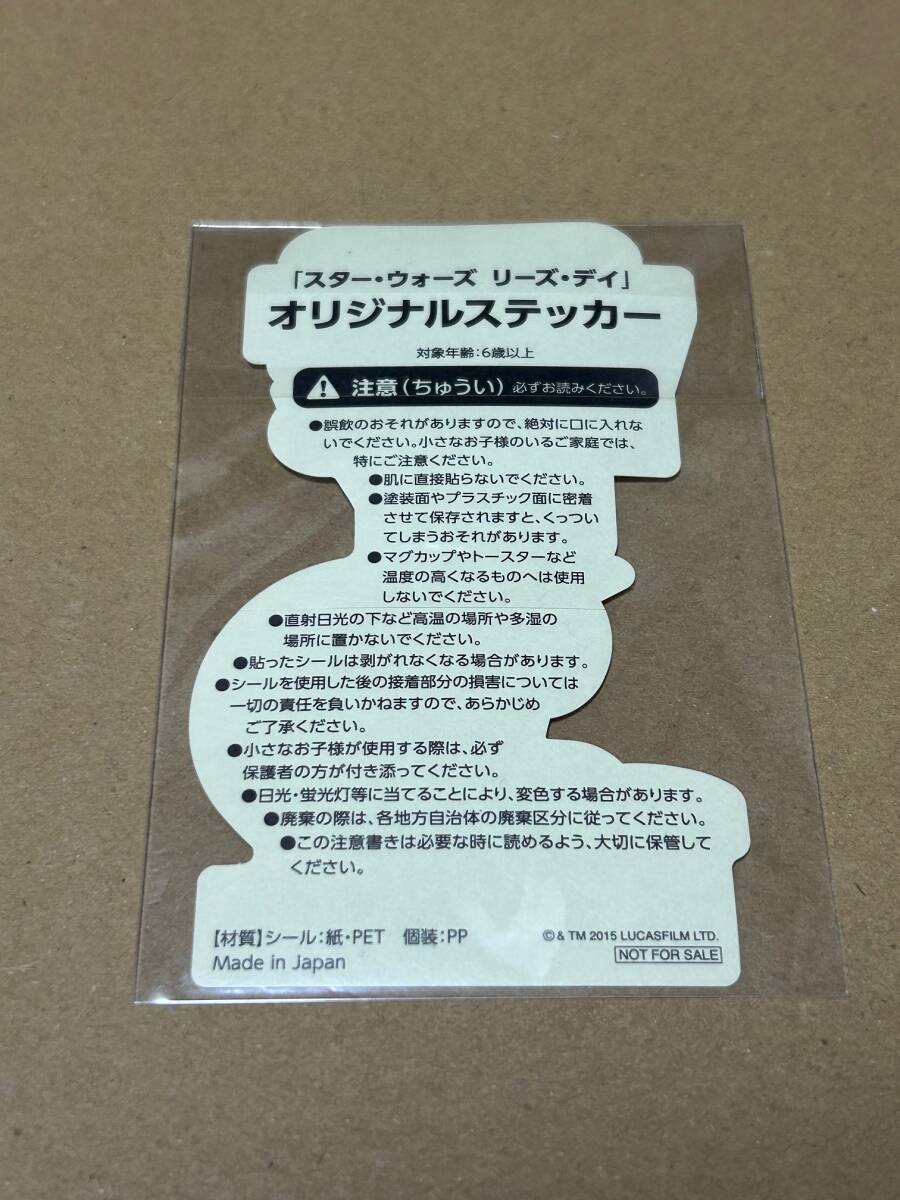 「スター・ウォーズ リーズ・デイ」
オリジナルステッカー
対象年齢：6歳以上
注意（ちゅうい）必ずお読みください。
●誤飲のおそれがありますので、絶対に口に入れな
いでください。小さなお子様のいるご家庭では、
特にご注意ください。
●肌に直接貼らないでください。
●塗装面やプラスチック面に密着
させて保存されますと、くっつい
てしまうおそれがあります。
●マグカップやトースターなど
温度の高くなるものへは使用
しないでください。
●直射日光の下など高温の場所や多湿の
場所に置かないでください。
●貼ったシールは剥がれなくなる場合があります。
●シールを使用した後の接着部分の損害については
一切の責任を負いかねますので、あらかじめ
ご了承ください。
●小さなお子様が使用する際は、必ず
保護者の方が付き添ってください。
●日光・蛍光灯等に当てることにより、変色する場合があります。
●廃棄の際は、各地方自治体の廃棄区分に従ってください。
●この注意書きは必要な時に読めるよう、大切に保管して
ください。
【材質】シール：紙・PET 個装：PP
Made in Japan
© & TM 2015 LUCASFILM LTD.
NOT FOR SALE